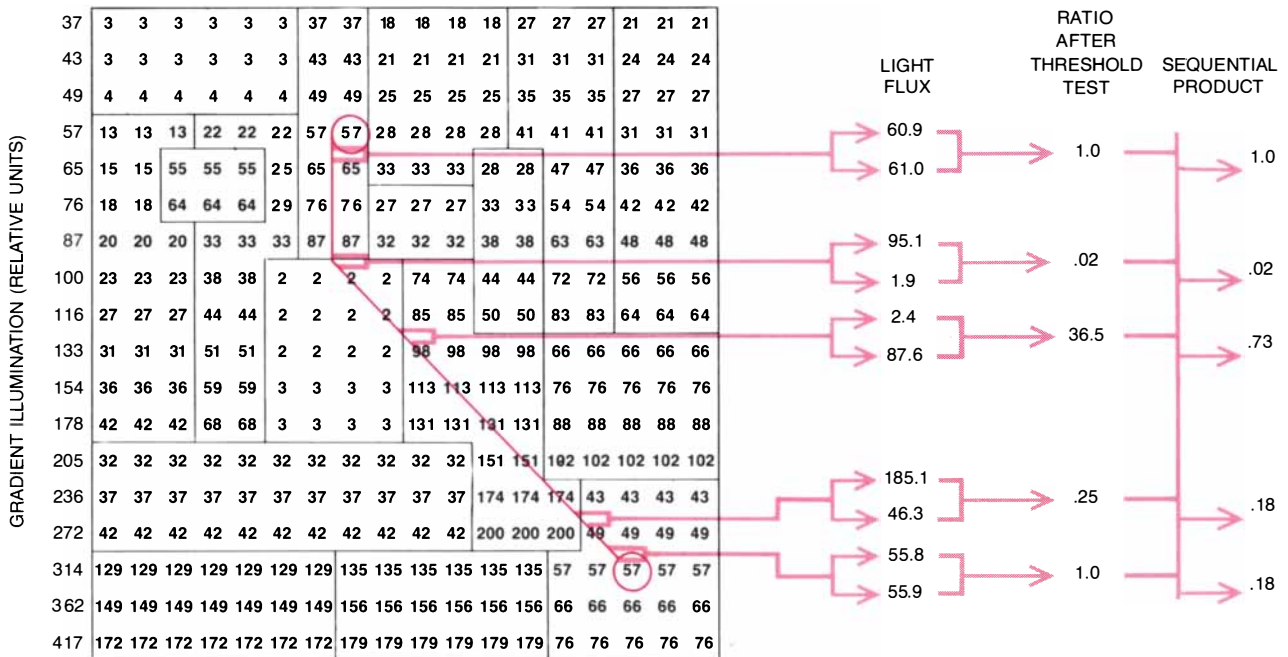 GRADIENT ILLUMINATION (RELATIVE UNITS)
37 3 3 3 3 3 3 37 37 18 18 18 18 27 27 27 21 21 21
43 3 3 3 3 3 3 43 43 21 21 21 21 31 31 31 24 24 24
49 4 4 4 4 4 4 49 49 25 25 25 25 35 35 35 27 27 27
57 13 13 13 22 22 22 57 57 28 28 28 28 41 41 41 31 31 31
65 15 15 55 55 55 25 65 65 33 33 33 28 28 47 47 36 36 36
76 18 18 64 64 64 29 76 76 27 27 27 33 33 54 54 42 42 42
87 20 20 20 33 33 33 87 87 32 32 32 38 38 63 63 48 48 48
100 23 23 23 38 38 2 2 2 2 74 74 44 44 72 72 56 56 56
116 27 27 27 44 44 2 2 2 2 85 85 50 50 83 83 64 64 64
133 31 31 31 51 51 2 2 2 2 98 98 98 98 66 66 66 66 66
154 36 36 36 59 59 3 3 3 3 113 113 113 113 76 76 76 76 76
178 42 42 42 68 68 3 3 3 3 131 131 131 131 88 88 88 88 88
205 32 32 32 32 32 32 32 32 32 32 32 151 151 102 102 102 102 102
236 37 37 37 37 37 37 37 37 37 37 37 174 174 174 43 43 43 43
272 42 42 42 42 42 42 42 42 42 42 42 200 200 200 49 49 49 49
314 129 129 129 129 129 129 129 135 135 135 135 135 135 57 57 57 57 57
362 149 149 149 149 149 149 149 156 156 156 156 156 156 66 66 66 66 66
417 172 172 172 172 172 172 172 179 179 179 179 179 179 76 76 76 76 76
LIGHT
FLUX
60.9
61.0
95.1
1.9
2.4
87.6
185.1
46.3
55.8
55.9
RATIO
AFTER
THRESHOLD
TEST
1.0
.02
36.5
.25
1.0
SEQUENTIAL
PRODUCT
1.0
.02
.73
.18
.18